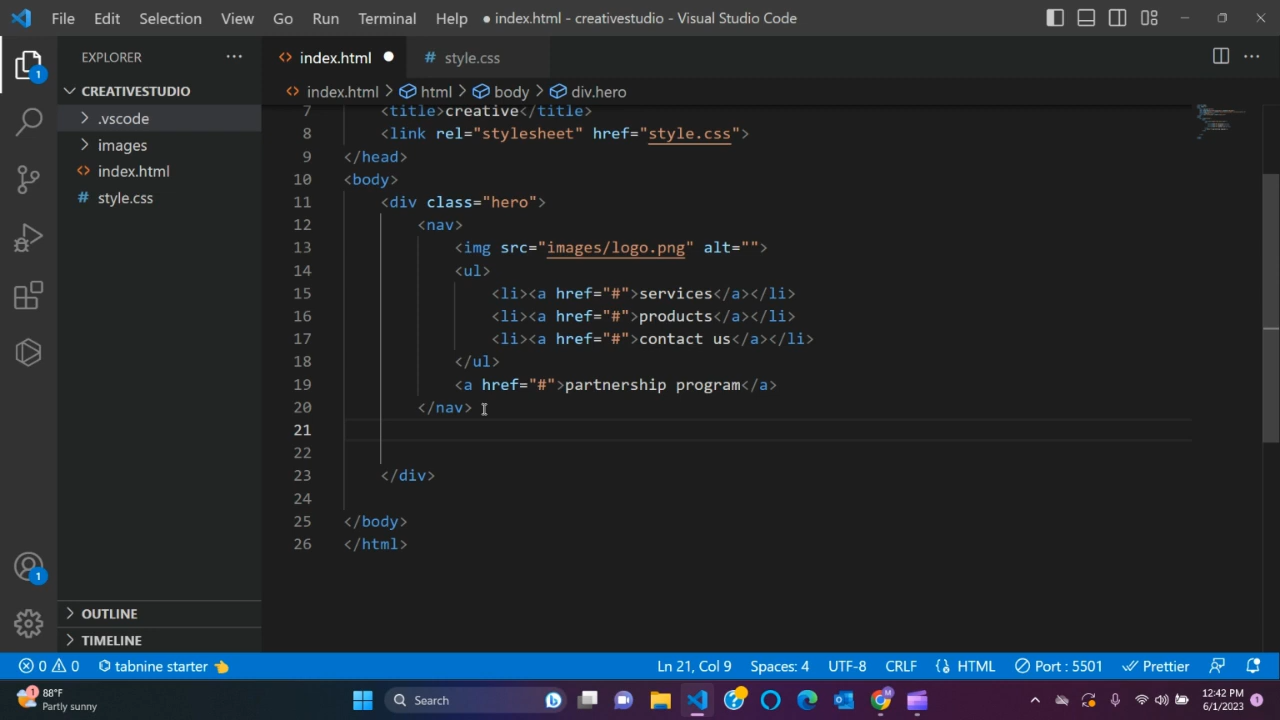 File Edit Selection View Go Run Terminal Help ● index.html - creativestudio - Visual Studio Code
EXPLORER ···
index.html ● # style.css
1
CREATIVESTUDIO
index.html > html > body > div.hero
.vscode
images
index.html
# style.css
7 <title>creative</title>
8 <link rel="stylesheet" href="style.css">
9 </head>
10 <body>
11 <div class="hero">
12 <nav>
13 <img src="images/logo.png" alt="">
14 <ul>
15 <li><a href="#">services</a></li>
16 <li><a href="#">products</a></li>
17 <li><a href="#">contact us</a></li>
18 </ul>
19 <a href="#">partnership program</a>
20 </nav>
21
22
23 </div>
24
25 </body>
26 </html>
1
OUTLINE
TIMELINE
0 0 tabnine starter 👈 Ln 21, Col 9 Spaces: 4 UTF-8 CRLF HTML Port : 5501 Prettier
1
88°F
Partly sunny
Search
12:42 PM
6/1/2023
1